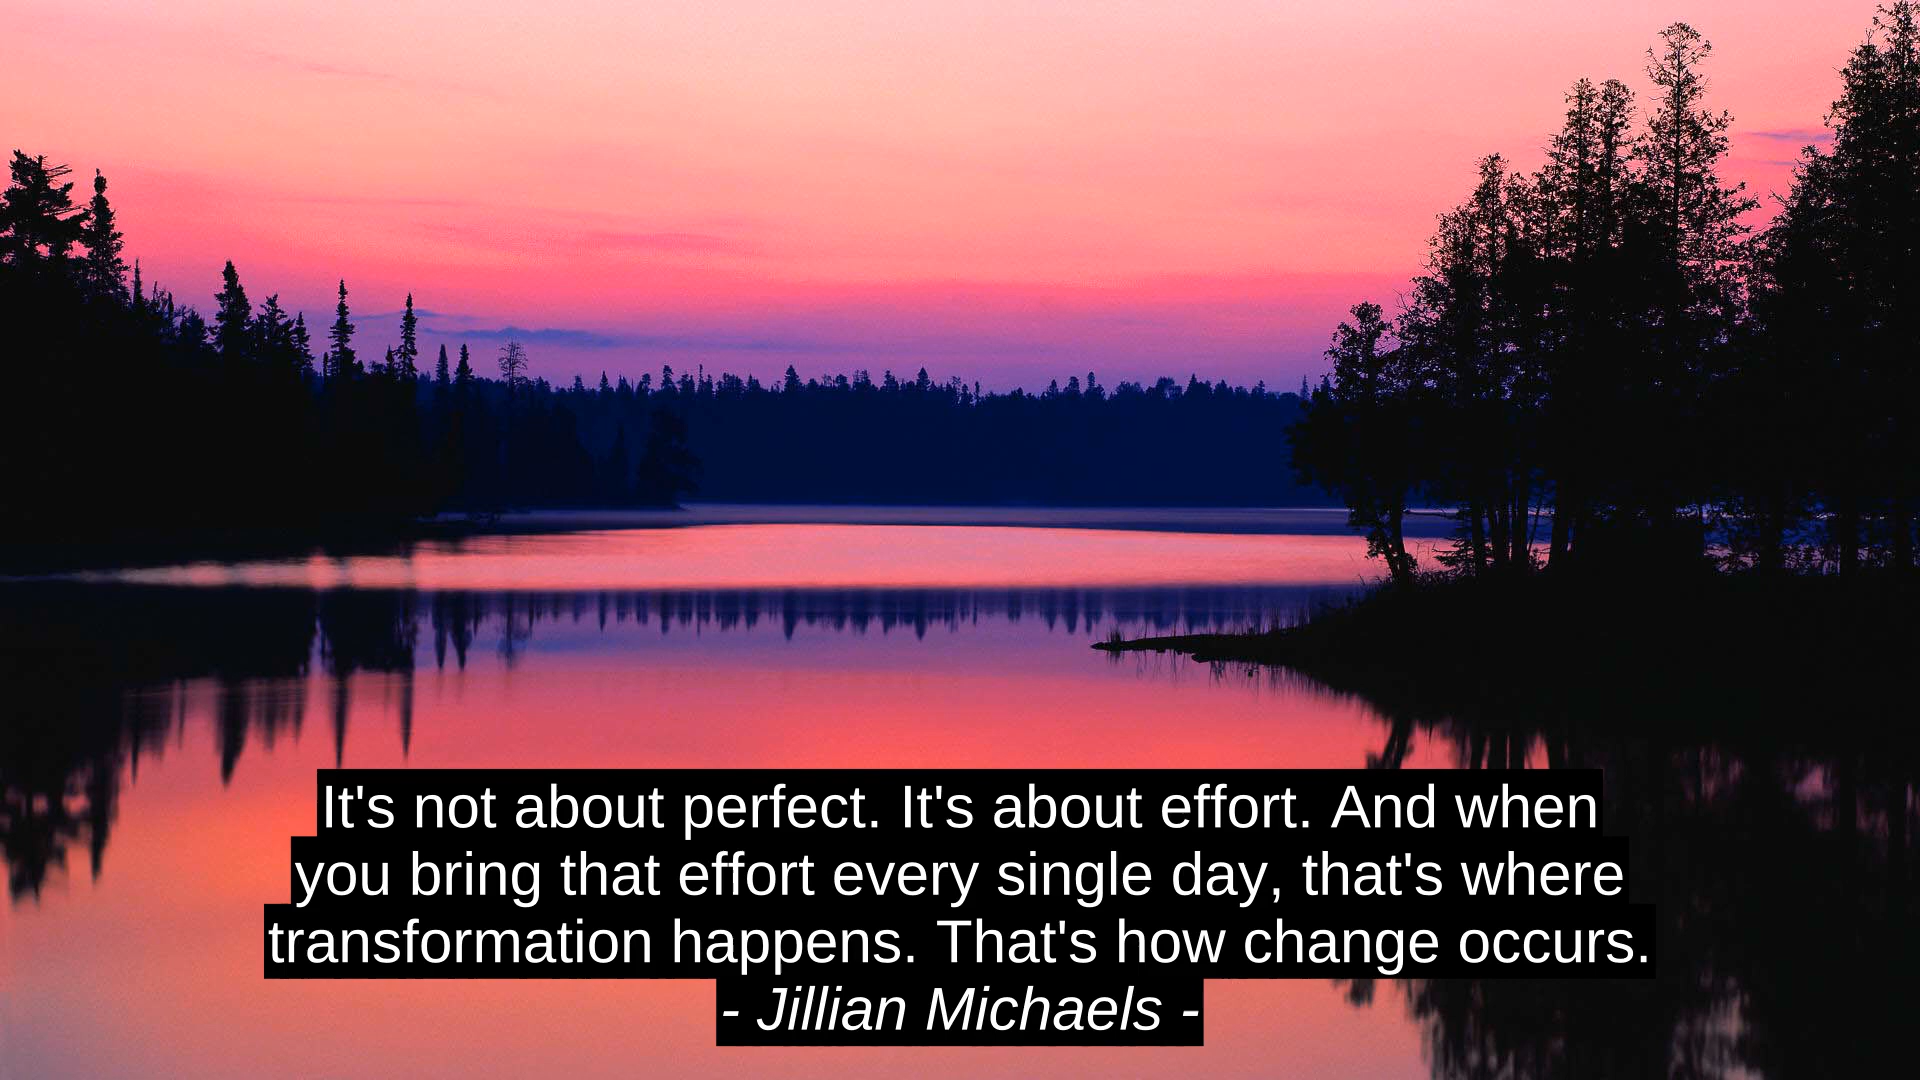 It's not about perfect. It's about effort. And when
you bring that effort every single day, that's where
transformation happens. That's how change occurs.
- Jillian Michaels -